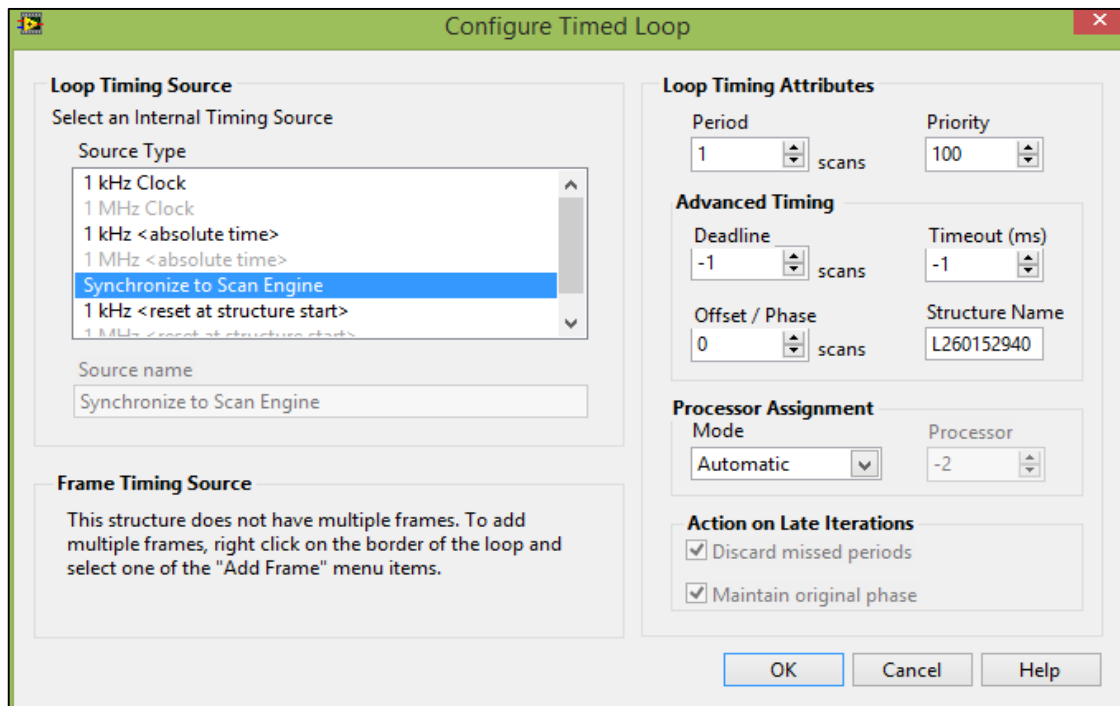 Configure Timed Loop
Loop Timing Source
Select an Internal Timing Source
Source Type
1 kHz Clock
1 MHz Clock
1 kHz <absolute time>
1 MHz <absolute time>
Synchronize to Scan Engine
1 kHz <reset at structure start>
1 MHz <reset at structure start>
Source name
Synchronize to Scan Engine
Frame Timing Source
This structure does not have multiple frames. To add
multiple frames, right click on the border of the loop and
select one of the "Add Frame" menu items.
Loop Timing Attributes
Period Priority
1 scans 100
Advanced Timing
Deadline Timeout (ms)
-1 scans -1
Offset / Phase Structure Name
0 scans L260152940
Processor Assignment
Mode Processor
Automatic -2
Action on Late Iterations
Discard missed periods
Maintain original phase
OK Cancel Help